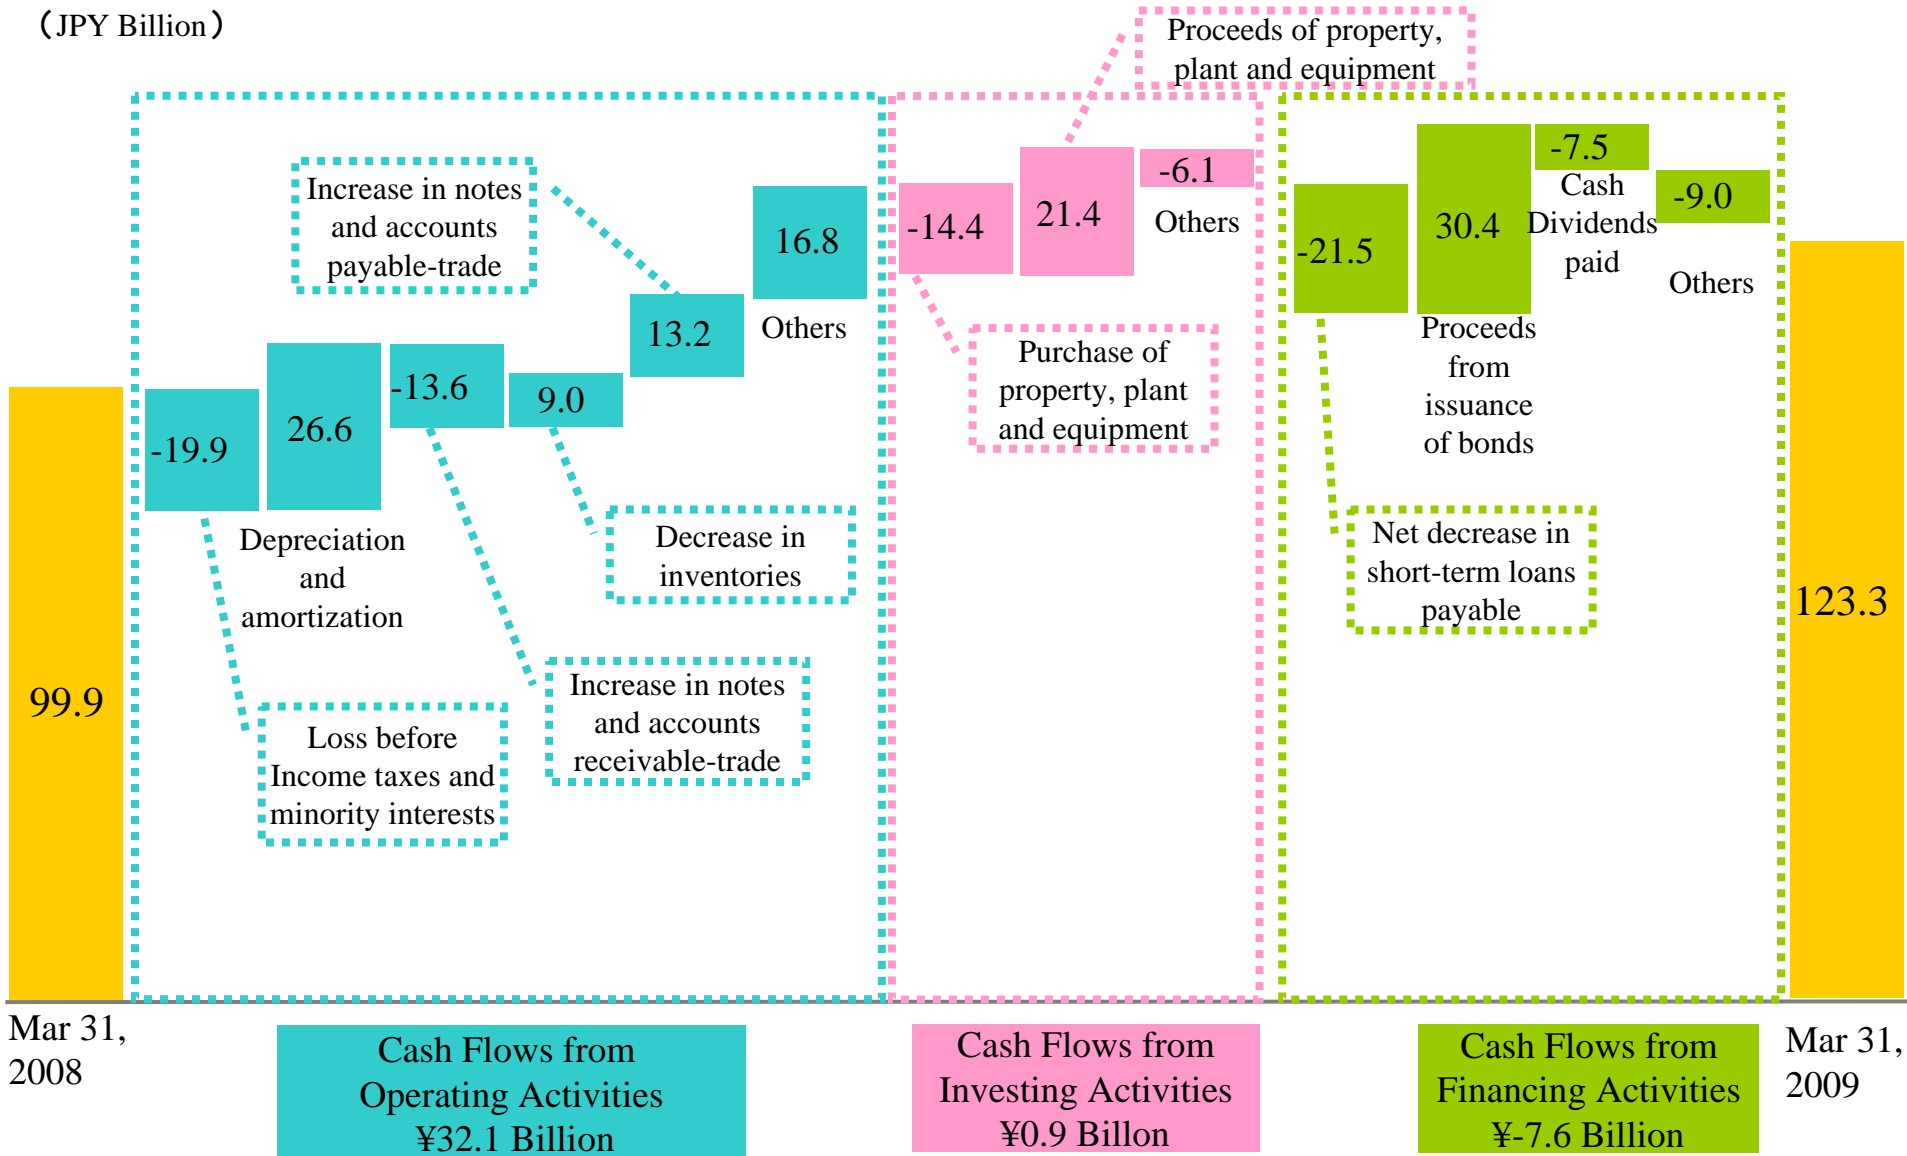 （JPY Billion）
Proceeds of property,
plant and equipment
Increase in notes
and accounts
payable-trade
-19.9
26.6
-13.6
9.0
13.2
16.8
Others
Depreciation
and
amortization
Decrease in
inventories
Increase in notes
and accounts
receivable-trade
Loss before
Income taxes and
minority interests
-14.4
21.4
-6.1
Others
Purchase of
property, plant
and equipment
-21.5
30.4
-7.5
-9.0
Cash
Dividends
paid
Others
Proceeds
from
issuance
of bonds
Net decrease in
short-term loans
payable
99.9
123.3
Mar 31,
2008
Cash Flows from
Operating Activities
¥32.1 Billion
Cash Flows from
Investing Activities
¥0.9 Billon
Cash Flows from
Financing Activities
¥-7.6 Billion
Mar 31,
2009